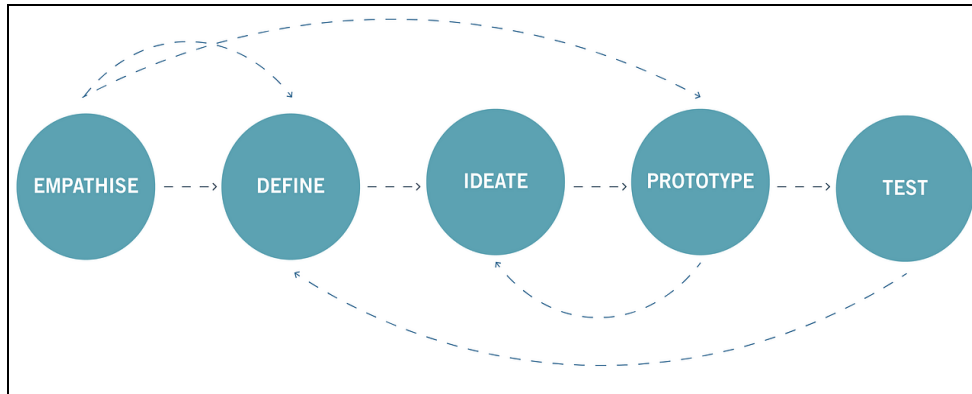 EMPATHISE
DEFINE
IDEATE
PROTOTYPE
TEST